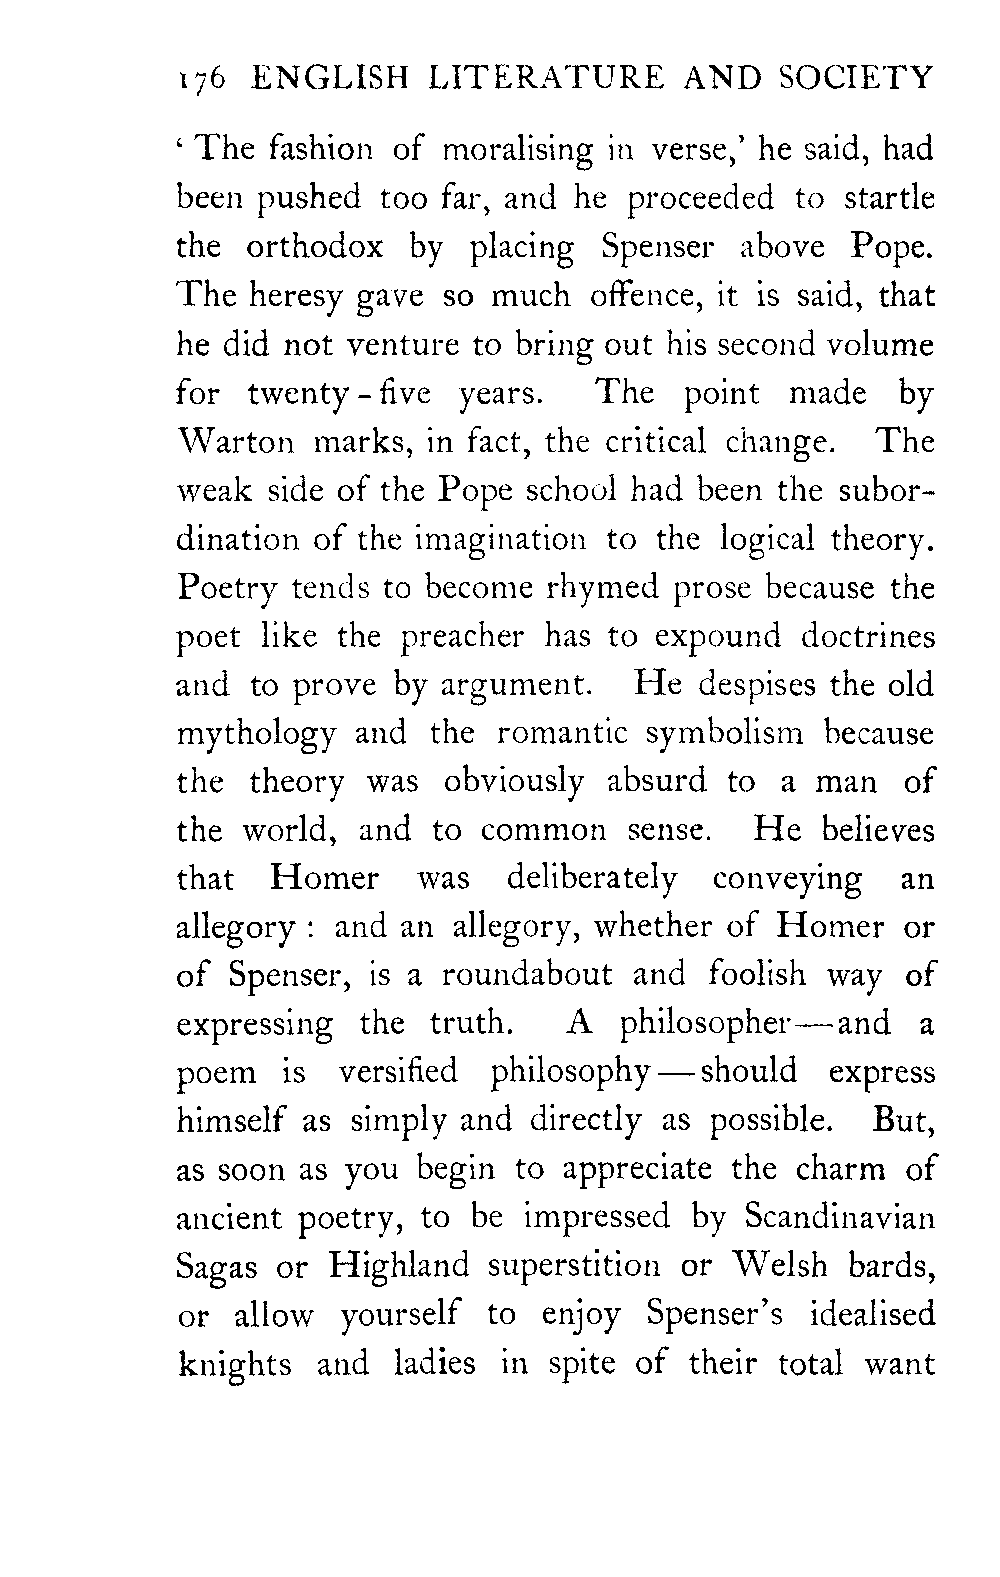 176 ENGLISH LITERATURE AND SOCIETY
‘ The fashion of moralising in verse,’ he said, had
been pushed too far, and he proceeded to startle
the orthodox by placing Spenser above Pope.
The heresy gave so much offence, it is said, that
he did not venture to bring out his second volume
for twenty-five years. The point made by
Warton marks, in fact, the critical change. The
weak side of the Pope school had been the subor-
dination of the imagination to the logical theory.
Poetry tends to become rhymed prose because the
poet like the preacher has to expound doctrines
and to prove by argument. He despises the old
mythology and the romantic symbolism because
the theory was obviously absurd to a man of
the world, and to common sense. He believes
that Homer was deliberately conveying an
allegory : and an allegory, whether of Homer or
of Spenser, is a roundabout and foolish way of
expressing the truth. A philosopher—and a
poem is versified philosophy—should express
himself as simply and directly as possible. But,
as soon as you begin to appreciate the charm of
ancient poetry, to be impressed by Scandinavian
Sagas or Highland superstition or Welsh bards,
or allow yourself to enjoy Spenser’s idealised
knights and ladies in spite of their total want